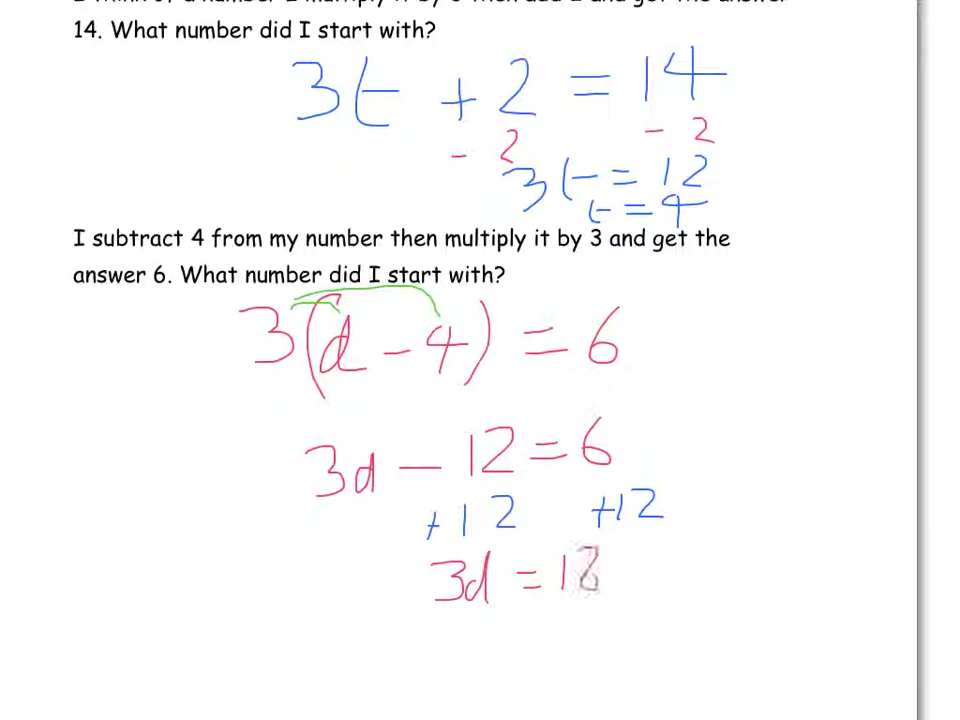 14. What number did I start with?
3t + 2 = 14
- 2 - 2
3t = 12
t = 4
I subtract 4 from my number then multiply it by 3 and get the
answer 6. What number did I start with?
3(d - 4) = 6
3d - 12 = 6
+12 +12
3d = 18